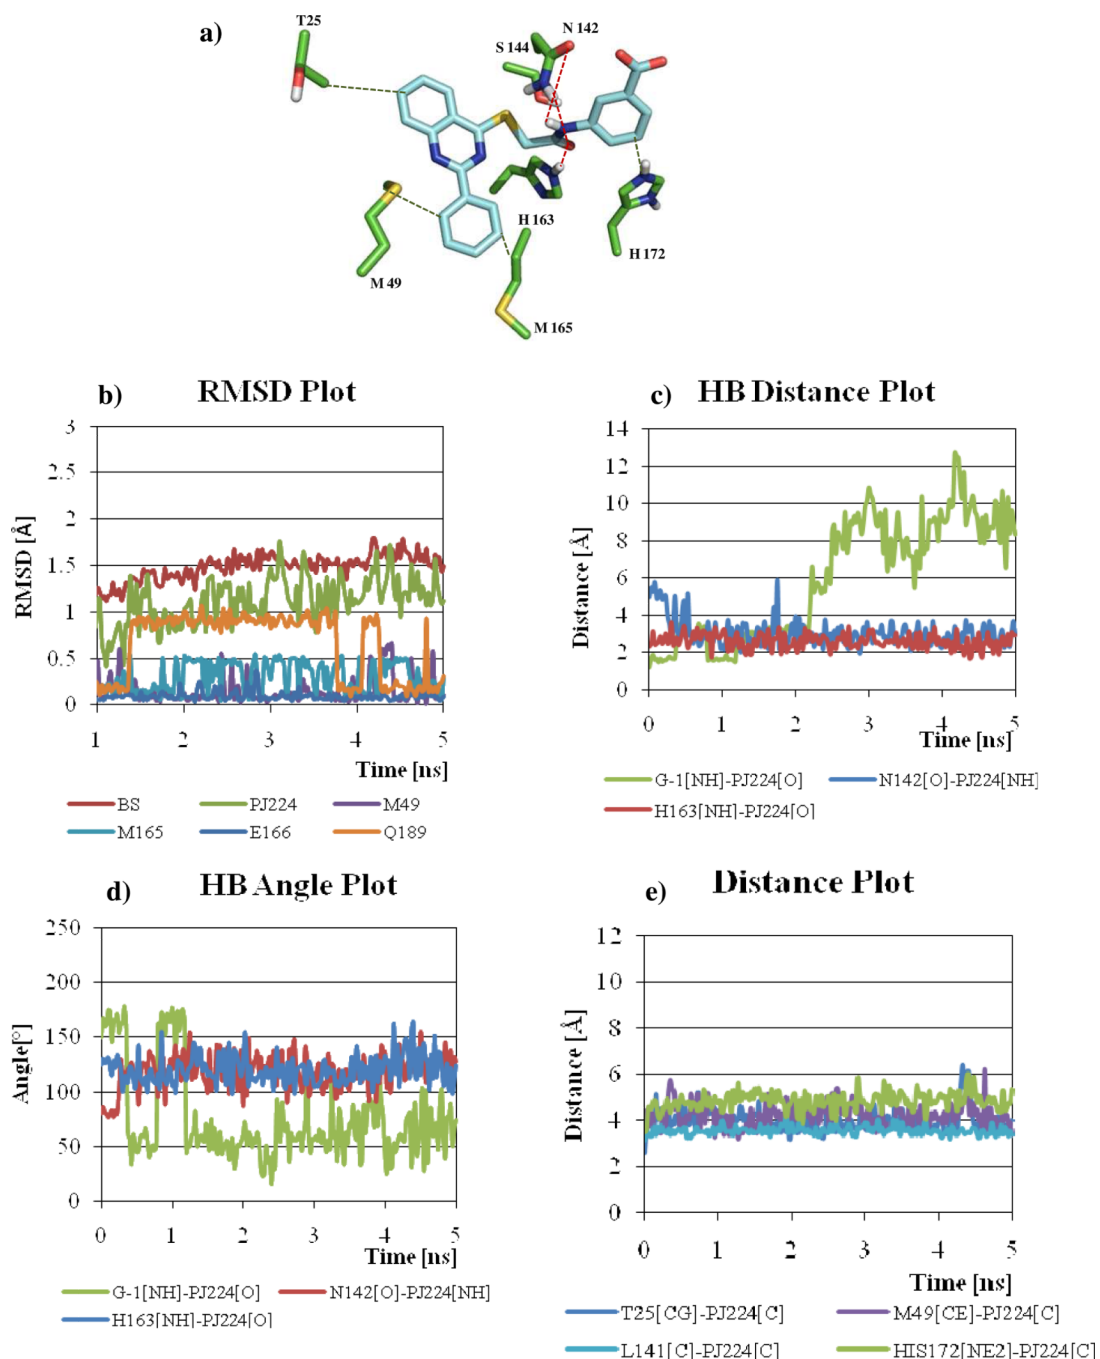 a)
T25
N 142
S 144
H 163
H 172
M 49
M 165
b)
RMSD Plot
3
2.5
2
1.5
1
0.5
0
RMSD [Å]
1 2 3 4 5
Time [ns]
BS PJ224 M49
M165 E166 Q189
c)
HB Distance Plot
14
12
10
8
6
4
2
0
Distance [Å]
0 1 2 3 4 5
Time [ns]
G-1[NH]-PJ224[O] N142[O]-PJ224[NH]
H163[NH]-PJ224[O]
d)
HB Angle Plot
250
200
150
100
50
0
Angle[°]
0 1 2 3 4 5
Time [ns]
G-1[NH]-PJ224[O] N142[O]-PJ224[NH]
H163[NH]-PJ224[O]
e)
Distance Plot
12
10
8
6
4
2
0
Distance [Å]
0 1 2 3 4 5
Time [ns]
T25[CG]-PJ224[C] M49[CE]-PJ224[C]
L141[C]-PJ224[C] HIS172[NE2]-PJ224[C]